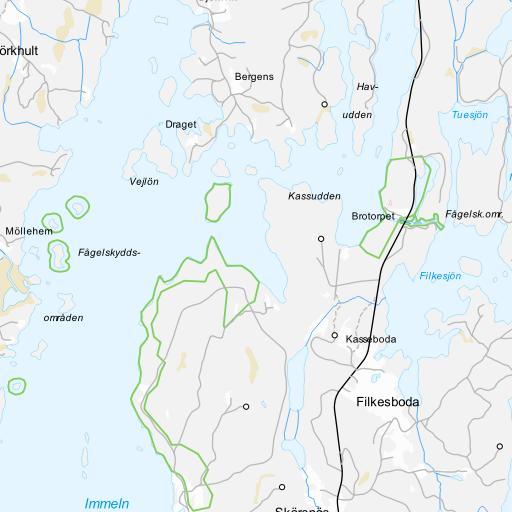 örkhult
Bergens
Hav-
udden
Tuesjön
Draget
Vejlön
Kassudden
Brotorpet
Fågelsk.omr.
Möllehem
Fågelskydds-
Filkesjön
områden
Kasseboda
Filkesboda
Immeln